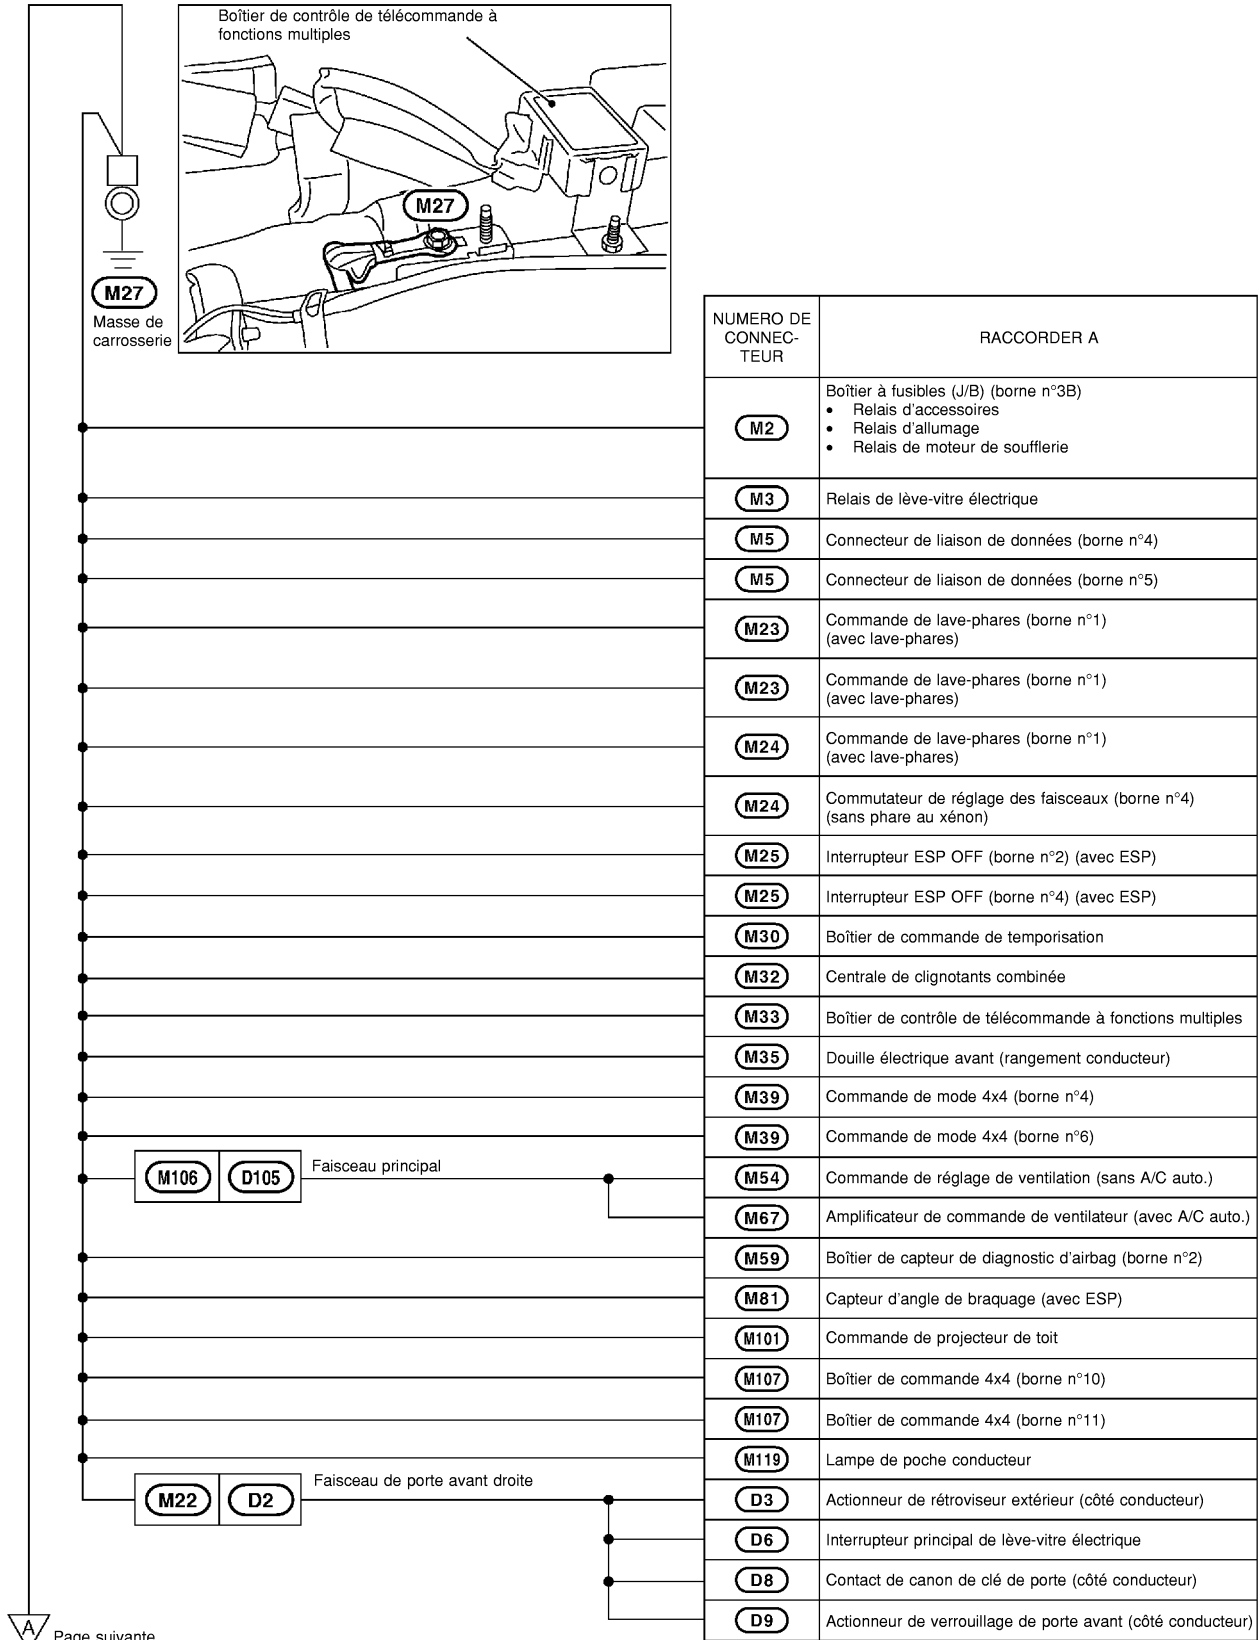 Boîtier de contrôle de télécommande à
fonctions multiples
M27
M27
Masse de
carrosserie
NUMERO DE
CONNEC-
TEUR
RACCORDER A
M2
Boîtier à fusibles (J/B) (borne n°3B)
• Relais d'accessoires
• Relais d'allumage
• Relais de moteur de soufflerie
M3
Relais de lève-vitre électrique
M5
Connecteur de liaison de données (borne n°4)
M5
Connecteur de liaison de données (borne n°5)
M23
Commande de lave-phares (borne n°1)
(avec lave-phares)
M23
Commande de lave-phares (borne n°1)
(avec lave-phares)
M24
Commande de lave-phares (borne n°1)
(avec lave-phares)
M24
Commutateur de réglage des faisceaux (borne n°4)
(sans phare au xénon)
M25
Interrupteur ESP OFF (borne n°2) (avec ESP)
M25
Interrupteur ESP OFF (borne n°4) (avec ESP)
M30
Boîtier de commande de temporisation
M32
Centrale de clignotants combinée
M33
Boîtier de contrôle de télécommande à fonctions multiples
M35
Douille électrique avant (rangement conducteur)
M39
Commande de mode 4x4 (borne n°4)
M39
Commande de mode 4x4 (borne n°6)
M106 D105
Faisceau principal
M54
Commande de réglage de ventilation (sans A/C auto.)
M67
Amplificateur de commande de ventilateur (avec A/C auto.)
M59
Boîtier de capteur de diagnostic d'airbag (borne n°2)
M81
Capteur d'angle de braquage (avec ESP)
M101
Commande de projecteur de toit
M107
Boîtier de commande 4x4 (borne n°10)
M107
Boîtier de commande 4x4 (borne n°11)
M119
Lampe de poche conducteur
M22 D2
Faisceau de porte avant droite
D3
Actionneur de rétroviseur extérieur (côté conducteur)
D6
Interrupteur principal de lève-vitre électrique
D8
Contact de canon de clé de porte (côté conducteur)
D9
Actionneur de verrouillage de porte avant (côté conducteur)
A
Page suivante